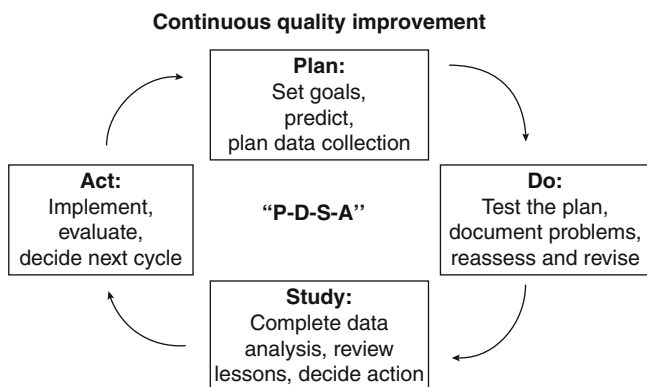 Continuous quality improvement
Plan:
Set goals,
predict,
plan data collection
Act:
Implement,
evaluate,
decide next cycle
“P-D-S-A’’
Do:
Test the plan,
document problems,
reassess and revise
Study:
Complete data
analysis, review
lessons, decide action